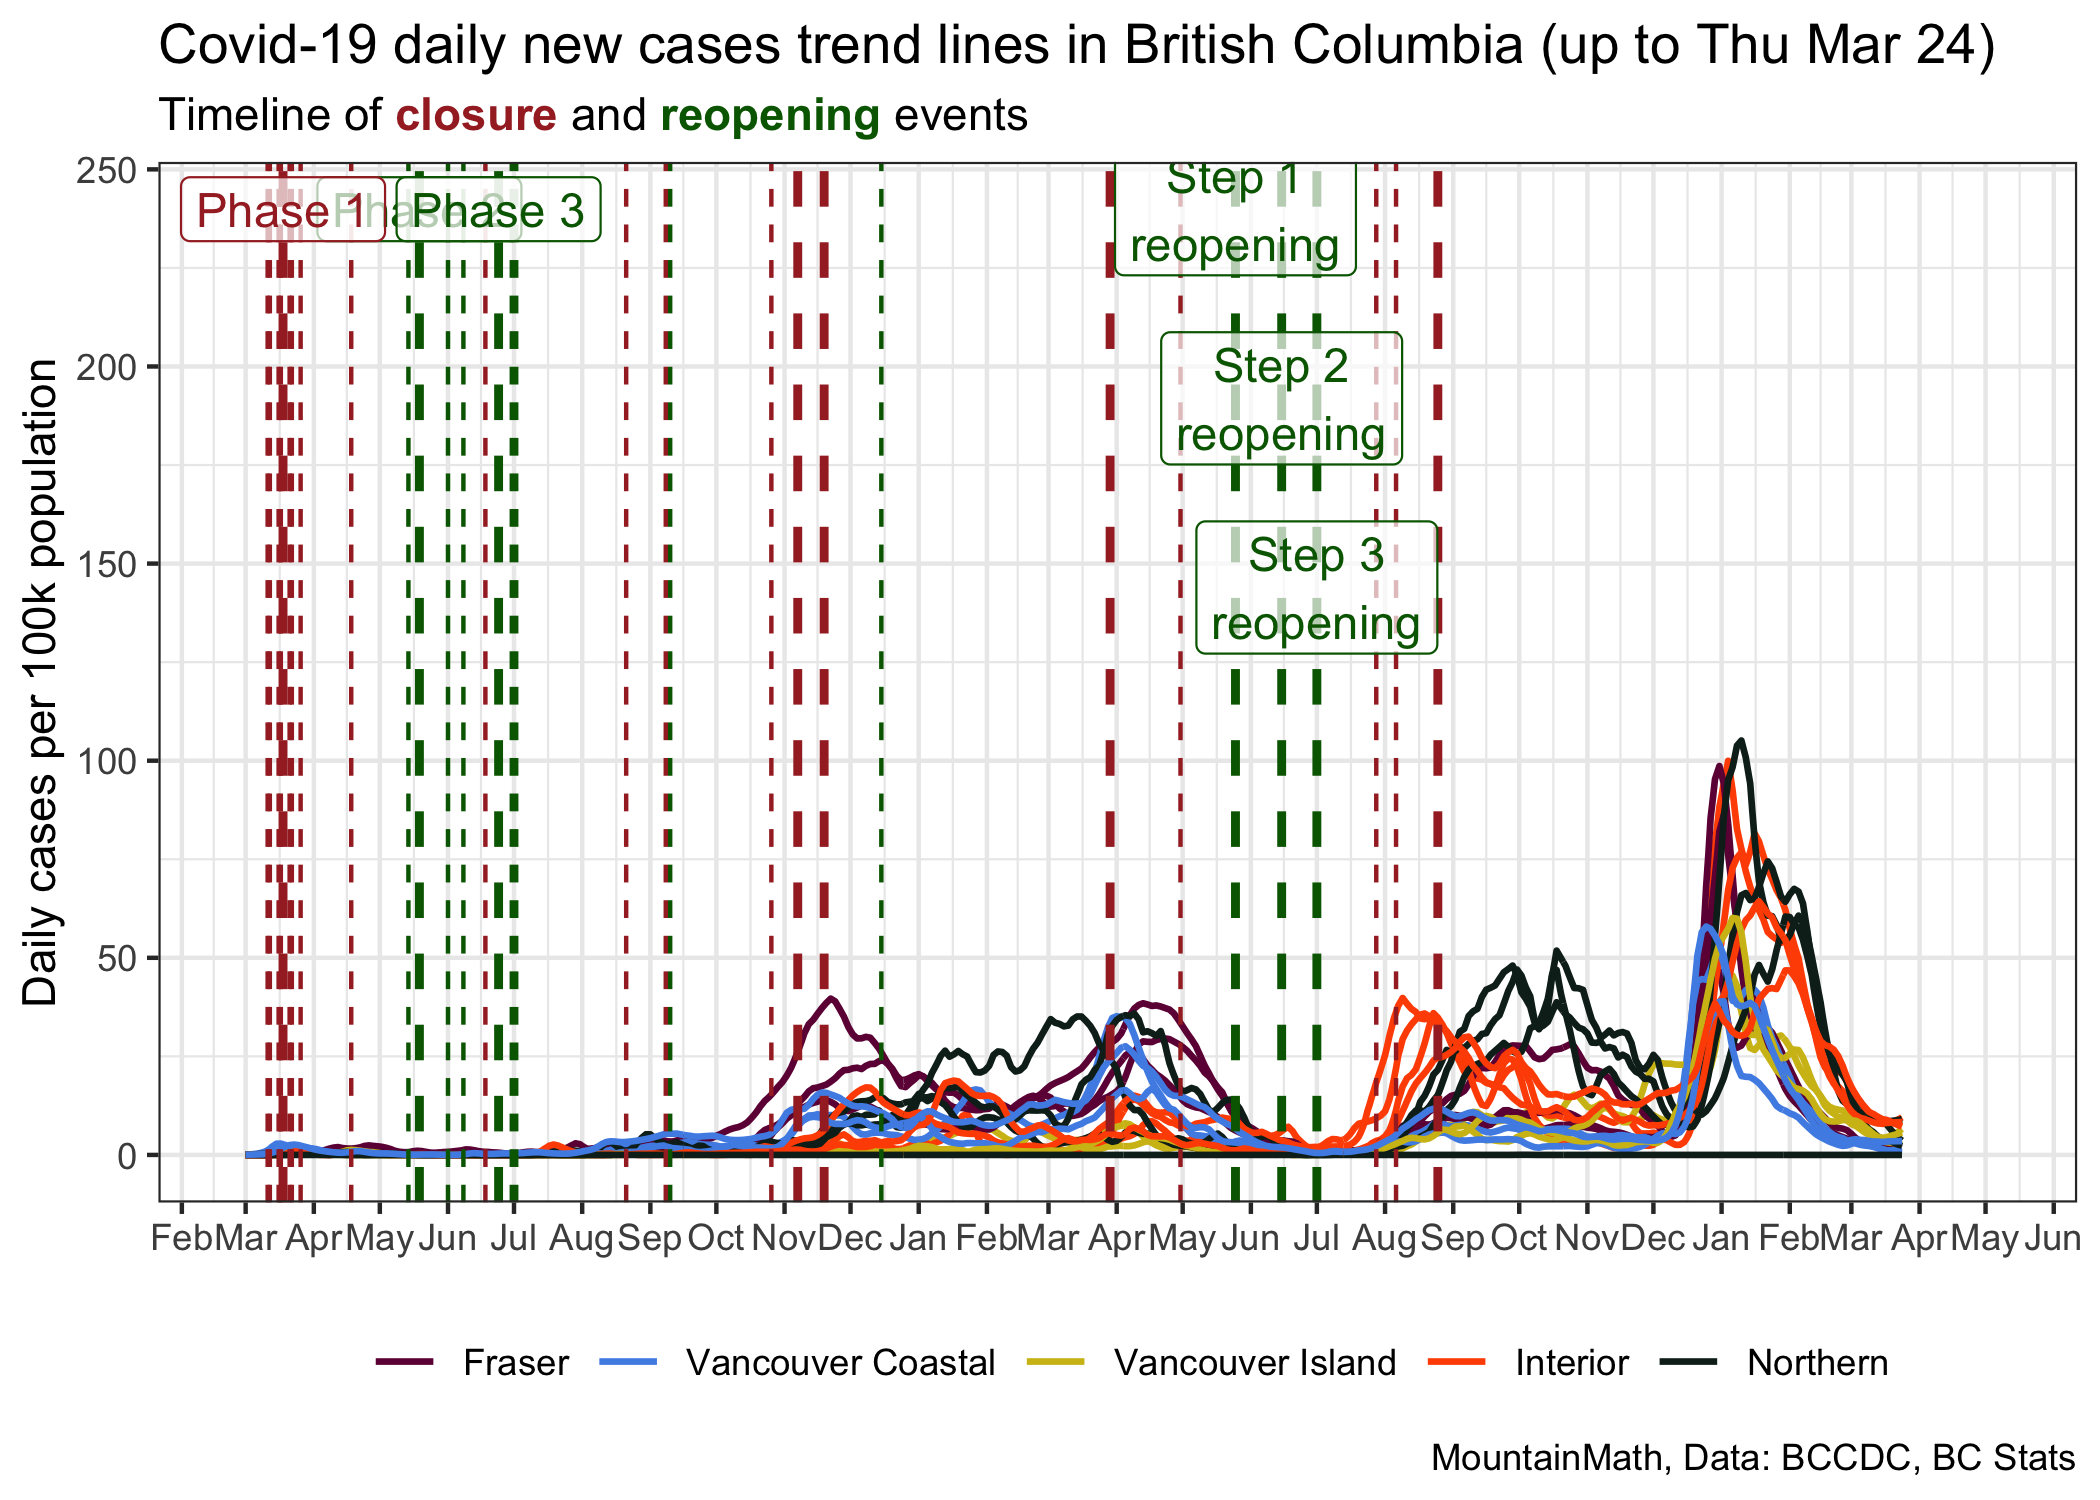 Covid-19 daily new cases trend lines in British Columbia (up to Thu Mar 24)
Timeline of closure and reopening events
Daily cases per 100k population
250
200
150
100
50
0
Phase 1
Phase 2
Phase 3
Step 1
reopening
Step 2
reopening
Step 3
reopening
Feb Mar Apr May Jun Jul Aug Sep Oct Nov Dec Jan Feb Mar Apr May Jun Jul Aug Sep Oct Nov Dec Jan Feb Mar Apr May Jun
Fraser Vancouver Coastal Vancouver Island Interior Northern
MountainMath, Data: BCCDC, BC Stats